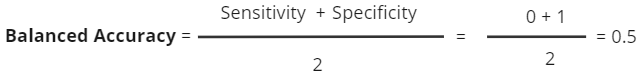 Sensitivity + Specificity
0 + 1
Balanced Accuracy = = = 0.5
2
2